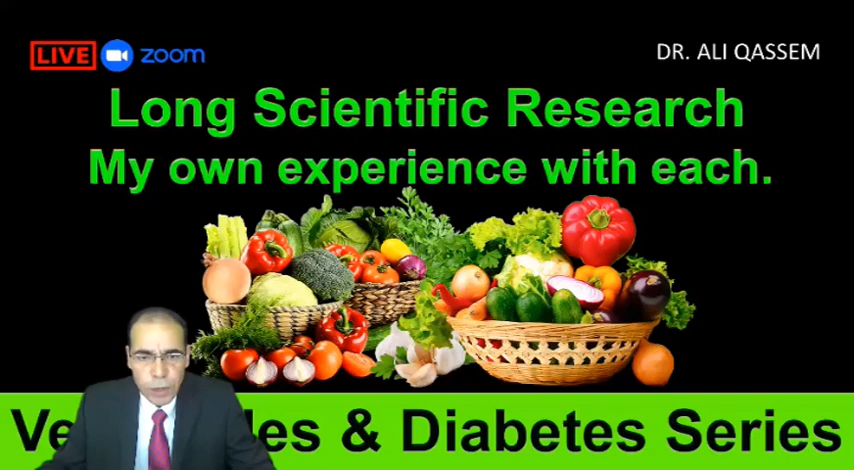 LIVE zoom DR. ALI QASSEM
Long Scientific Research
My own experience with each.
& Diabetes Series